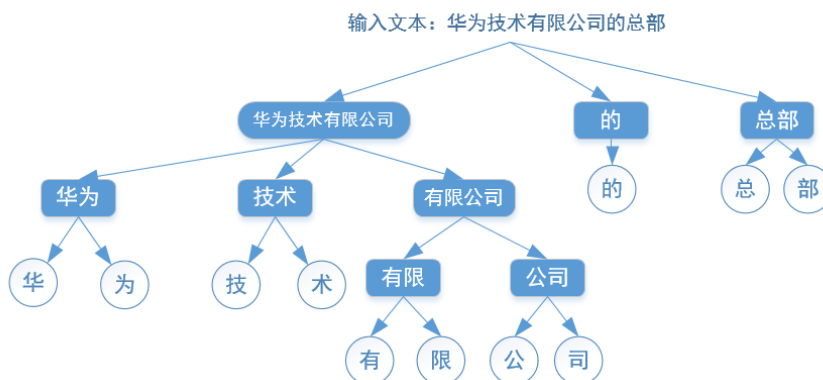 输入文本：华为技术有限公司的总部
华为技术有限公司 的 总部
华为 技术 有限公司 的 总 部
华 为 技 术 有限 公司
有 限 公 司